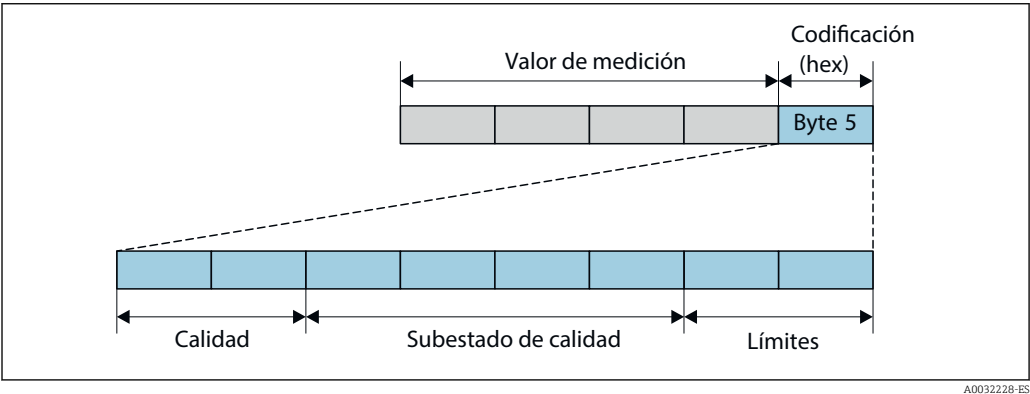 Codificación
Valor de medición
(hex)
Byte 5
Calidad
Subestado de calidad
Límites
A0032228-ES